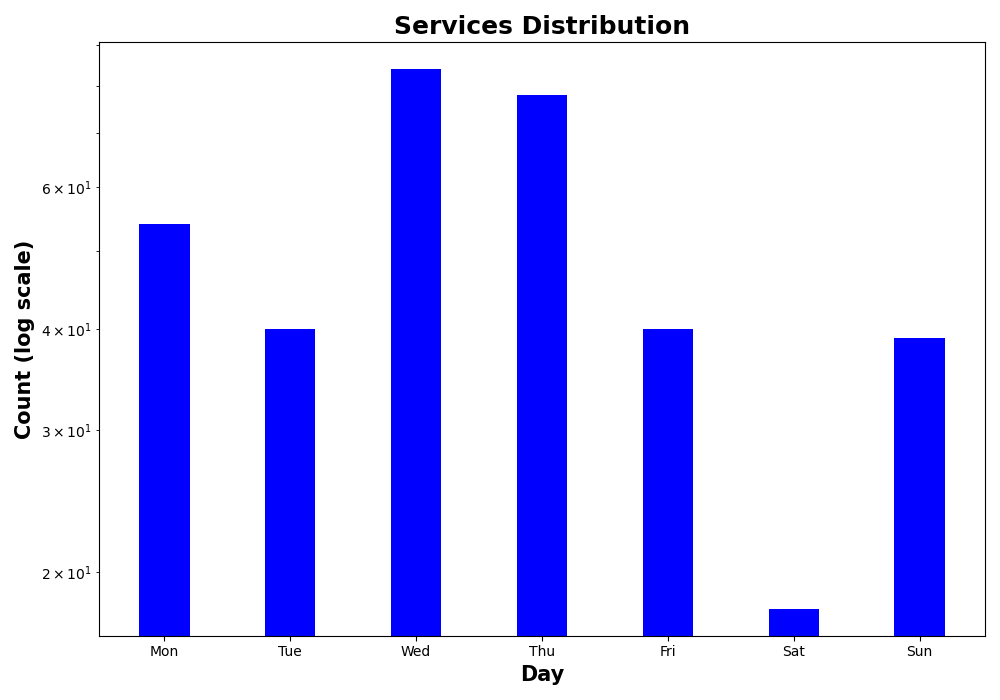 Services Distribution
Count (log scale)
6 × 10¹
4 × 10¹
3 × 10¹
2 × 10¹
Mon Tue Wed Thu Fri Sat Sun
Day